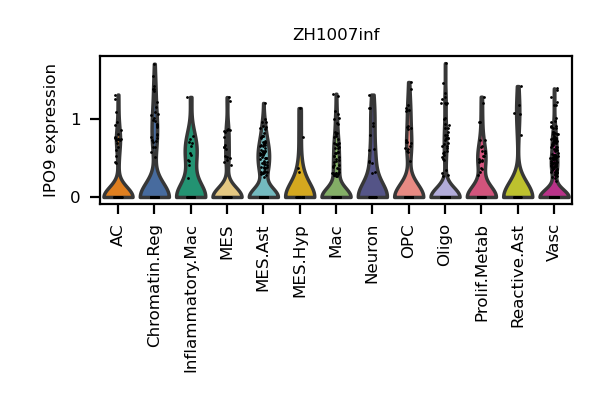 ZH1007inf
IPO9 expression
1
0
AC
Chromatin.Reg
Inflammatory.Mac
MES
MES.Ast
MES.Hyp
Mac
Neuron
OPC
Oligo
Prolif.Metab
Reactive.Ast
Vasc